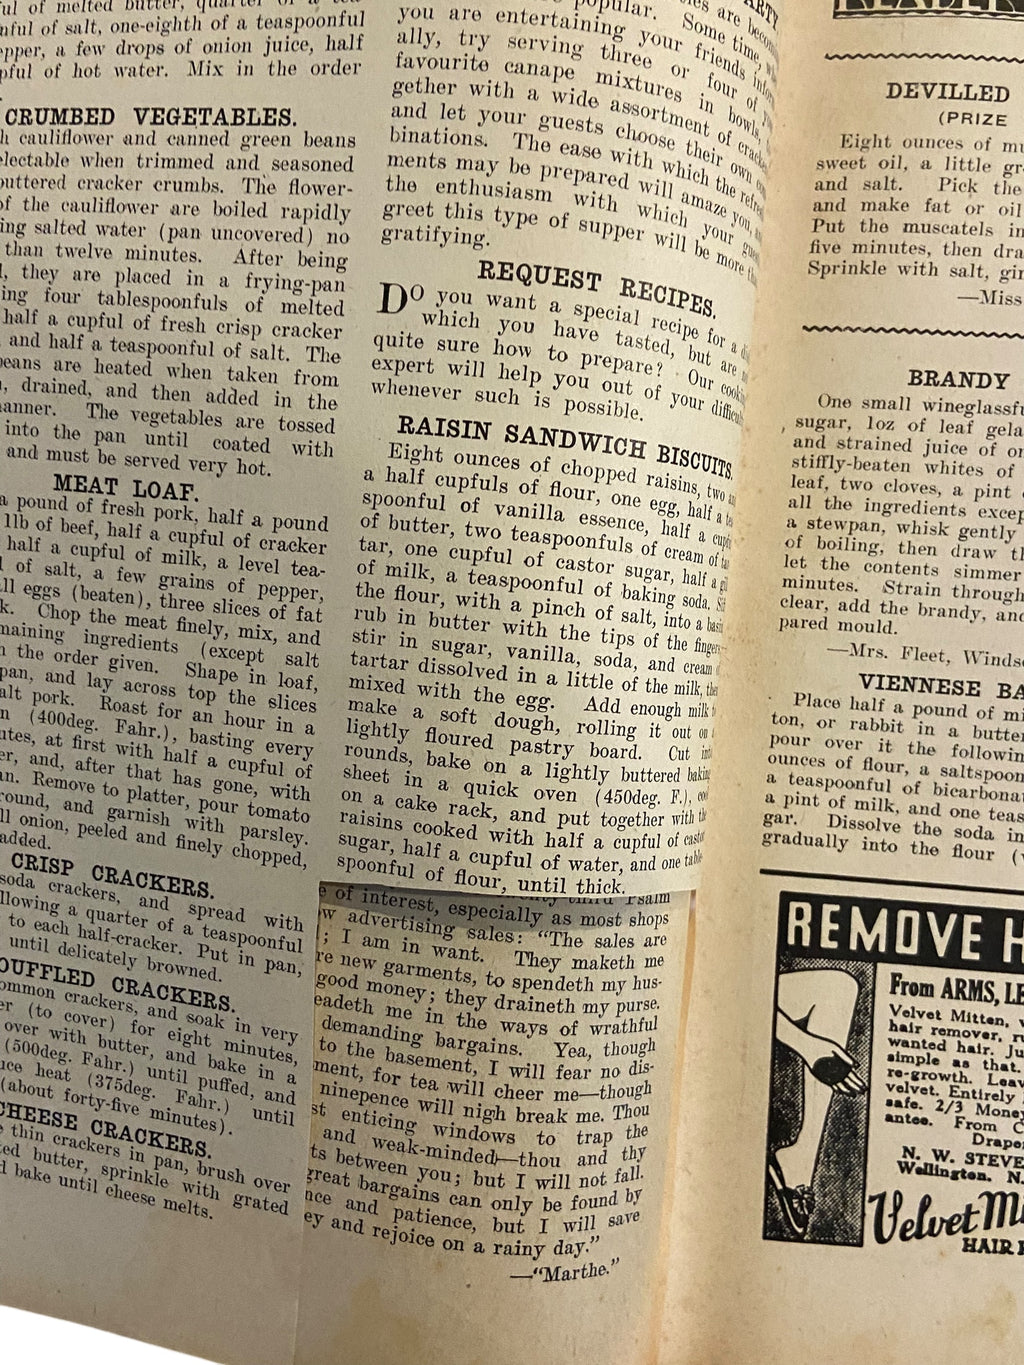 of melted butter, quarter of a
of salt, one-eighth of a teaspoonful
a few drops of onion juice, half
of hot water. Mix in the order
CRUMBED VEGETABLES.
cauliflower and canned green beans
when trimmed and seasoned
cracker crumbs. The flower-
of the cauliflower are boiled rapidly
salted water (pan uncovered) no
than twelve minutes. After being
they are placed in a frying-pan
four tablespoonfuls of melted
half a cupful of fresh crisp cracker
and half a teaspoonful of salt. The
are heated when taken from
drained, and then added in the
The vegetables are tossed
into the pan until coated with
and must be served very hot.
MEAT LOAF.
a pound of fresh pork, half a pound
1lb of beef, half a cupful of cracker
half a cupful of milk, a level tea-
of salt, a few grains of pepper,
eggs (beaten), three slices of fat
Chop the meat finely, mix, and
ingredients (except salt
the order given. Shape in loaf,
pan, and lay across top the slices
pork. Roast for an hour in a
(400deg. Fahr.), basting every
at first with half a cupful of
and, after that has gone, with
Remove to platter, pour tomato
and garnish with parsley.
onion, peeled and finely chopped,
added.
CRISP CRACKERS.
soda crackers, and spread with
a quarter of a teaspoonful
to each half-cracker. Put in pan,
until delicately browned.
CRACKERS.
crackers, and soak in very
(to cover) for eight minutes,
over with butter, and bake in a
(500deg. Fahr.) until puffed, and
heat (375deg. Fahr.) until
(about forty-five minutes).
CHEESE CRACKERS.
thin crackers in pan, brush over
butter, sprinkle with grated
bake until cheese melts.
popular. Some time,
you are entertaining your friends
ally, try serving three or four of
favourite canape mixtures in bowls,
gether with a wide assortment of
and let your guests choose their own
binations. The ease with which the
ments may be prepared will amaze you,
the enthusiasm with which your
greet this type of supper will be more
gratifying.
REQUEST RECIPES.
DO you want a special recipe for a
which you have tasted, but are
quite sure how to prepare? Our
expert will help you out of your
whenever such is possible.
RAISIN SANDWICH BISCUITS.
Eight ounces of chopped raisins, two
a half cupfuls of flour, one egg, half a
spoonful of vanilla essence, half a
of butter, two teaspoonfuls of cream of
tar, one cupful of castor sugar, half a
of milk, a teaspoonful of baking soda.
the flour, with a pinch of salt, into a
rub in butter with the tips of the
stir in sugar, vanilla, soda, and cream
tartar dissolved in a little of the milk,
mixed with the egg. Add enough milk
make a soft dough, rolling it out on
lightly floured pastry board. Cut
rounds, bake on a lightly buttered baking
sheet in a quick oven (450deg. F.),
on a cake rack, and put together with
raisins cooked with half a cupful of
sugar, half a cupful of water, and one
spoonful of flour, until thick.
Psalm
of interest, especially as most shops
advertising sales: "The sales are
; I am in want. They maketh me
new garments, to spendeth my hus-
good money; they draineth my purse.
me in the ways of wrathful
demanding bargains. Yea, though
to the basement, I will fear no dis-
for tea will cheer me—though
ninepence will nigh break me. Thou
enticing windows to trap the
and weak-minded—thou and thy
between you; but I will not fall.
great bargains can only be found by
and patience, but I will save
and rejoice on a rainy day."
—"Marthe."
DEVILLED
(PRIZE
Eight ounces of
sweet oil, a little
and salt. Pick the
and make fat or oil
Put the muscatels in
five minutes, then
Sprinkle with salt,
—Miss
BRANDY
One small
sugar, 1oz of leaf
and strained juice of
stiffly-beaten whites of
leaf, two cloves, a pint
all the ingredients
a stewpan, whisk gently
of boiling, then draw
let the contents simmer
minutes. Strain through
clear, add the brandy,
pared mould.
—Mrs. Fleet,
VIENNESE
Place half a pound of
ton, or rabbit in a
pour over it the
ounces of flour, a
a teaspoonful of
a pint of milk, and one
gar. Dissolve the soda
gradually into the flour
REMOVE
From ARMS,
Velvet Mitten,
hair remover,
wanted hair.
simple as that.
re-growth.
velvet. Entirely
safe. 2/3
antee. From
N. W.
Wellington.
Velvet
HAIR